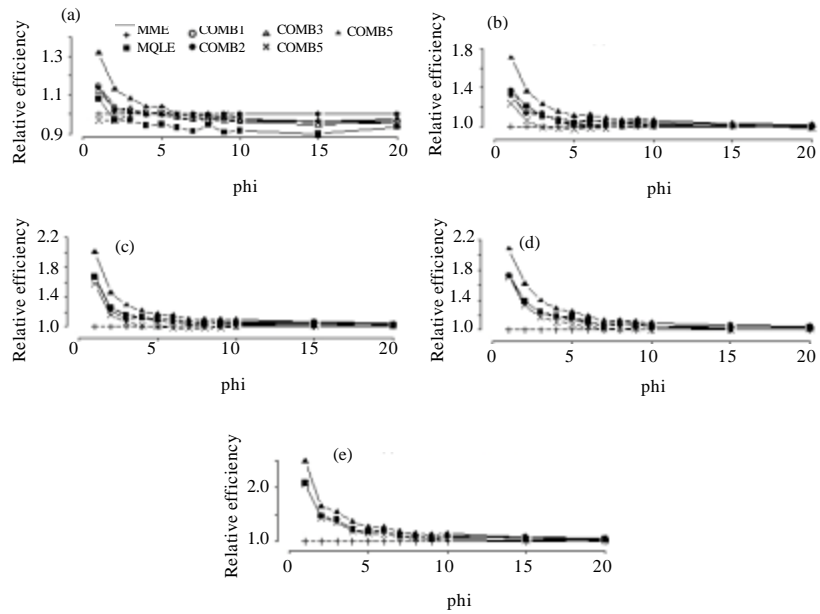 (a)
MME COMB1 COMB3 COMB5
MQLE COMB2 COMB5
Relative efficiency
1.3
1.1
0.9
0 5 10 15 20
phi
(b)
Relative efficiency
1.8
1.4
1.0
0 5 10 15 20
phi
(c)
Relative efficiency
2.2
1.8
1.4
1.0
0 5 10 15 20
phi
(d)
Relative efficiency
2.2
1.8
1.4
1.0
0 5 10 15 20
phi
(e)
Relative efficiency
2.0
1.0
0 5 10 15 20
phi